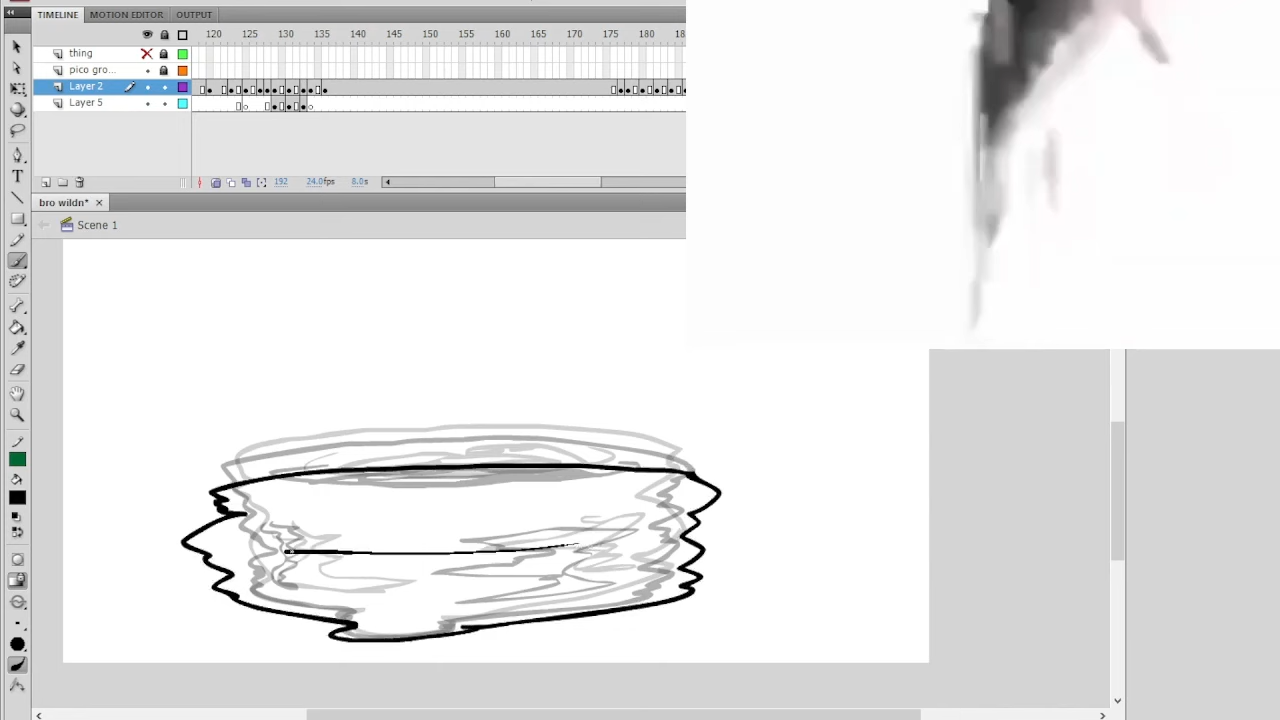 TIMELINE MOTION EDITOR OUTPUT
120 125 130 135 140 145 150 155 160 165 170 175 180
thing
pico gro...
Layer 2
Layer 5
192 24.0fps 8.0s
bro wildn* ×
Scene 1